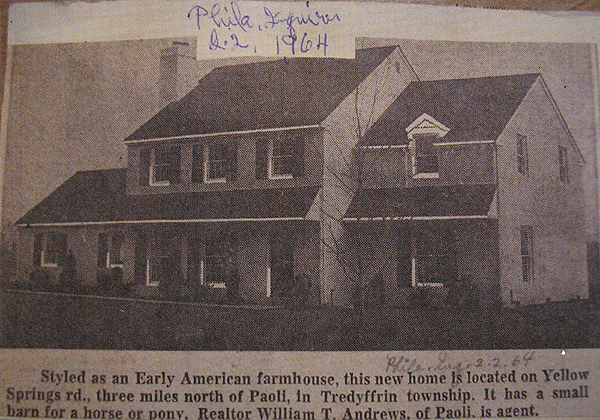 Phila, Inquirer
2-2, 1964
Phila, Inq. 2-2, 64
Styled as an Early American farmhouse, this new home is located on Yellow
Springs rd., three miles north of Paoli, in Tredyffrin township. It has a small
barn for a horse or pony. Realtor William T. Andrews, of Paoli, is agent.